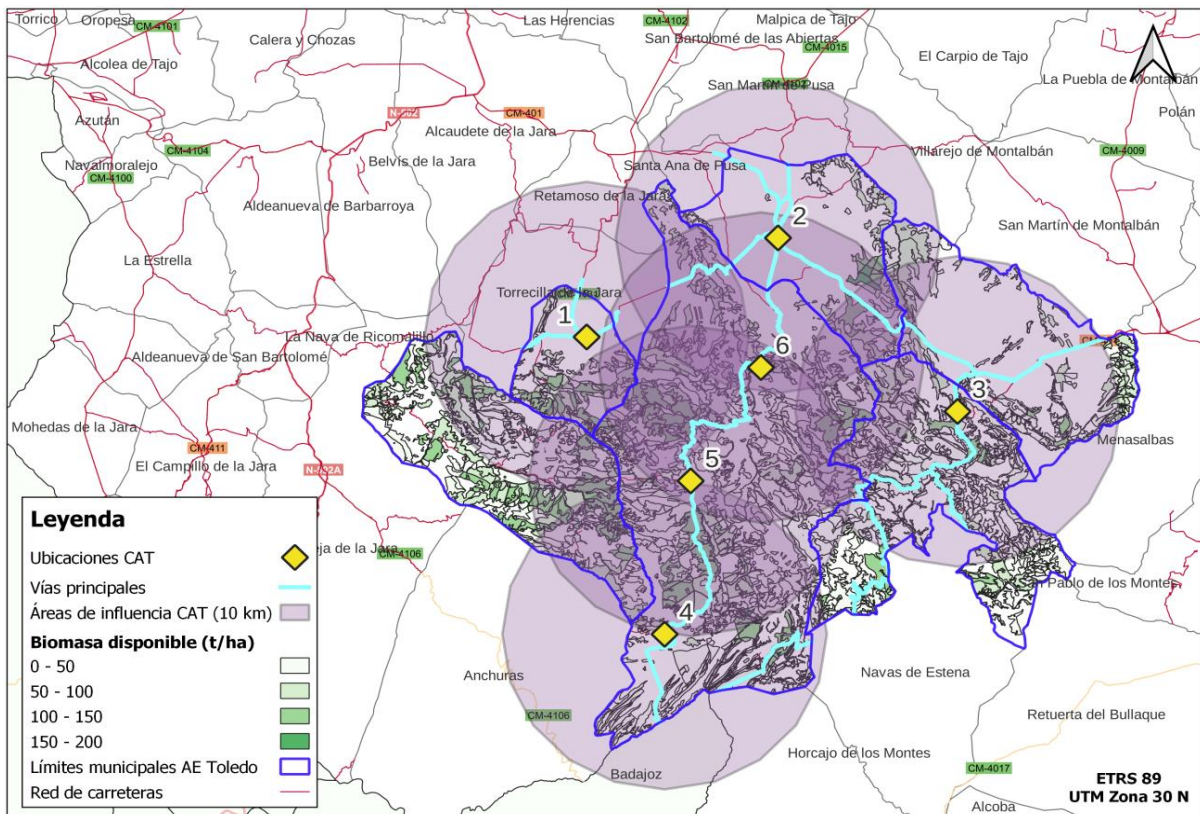 Torrico
Oropesa
CM-4101
Las Herencias
CM-4102
Malpica de Tajo
Calera y Chozas
San Bartolomé de las Abiertas
CM-4015
El Carpio de Tajo
Alcolea de Tajo
La Puebla de Montalbán
San Martín de Pusa
CM-401
Polán
Azután
Alcaudete de la Jara
CM-4104
Villarejo de Montalbán
CM-4009
Navalmoralejo
Belvís de la Jara
Santa Ana de Pusa
CM-4100
Retamoso de la Jara
Aldeanueva de Barbarroya
2
San Martín de Montalbán
La Estrella
Torrecilla de la Jara
1
La Nava de Ricomalillo
6
Aldeanueva de San Bartolomé
3
Mohedas de la Jara
Menasalbas
CM-411
El Campillo de la Jara
N-502A
5
Leyenda
Ubicaciones CAT
eja de la Jara
CM-4106
Vías principales
n Pablo de los Montes
Áreas de influencia CAT (10 km)
4
Biomasa disponible (t/ha)
0 - 50
Anchuras
Navas de Estena
50 - 100
100 - 150
CM-4106
Retuerta del Bullaque
150 - 200
Horcajo de los Montes
Límites municipales AE Toledo
CM-4017
Badajoz
Red de carreteras
Alcoba
ETRS 89
UTM Zona 30 N